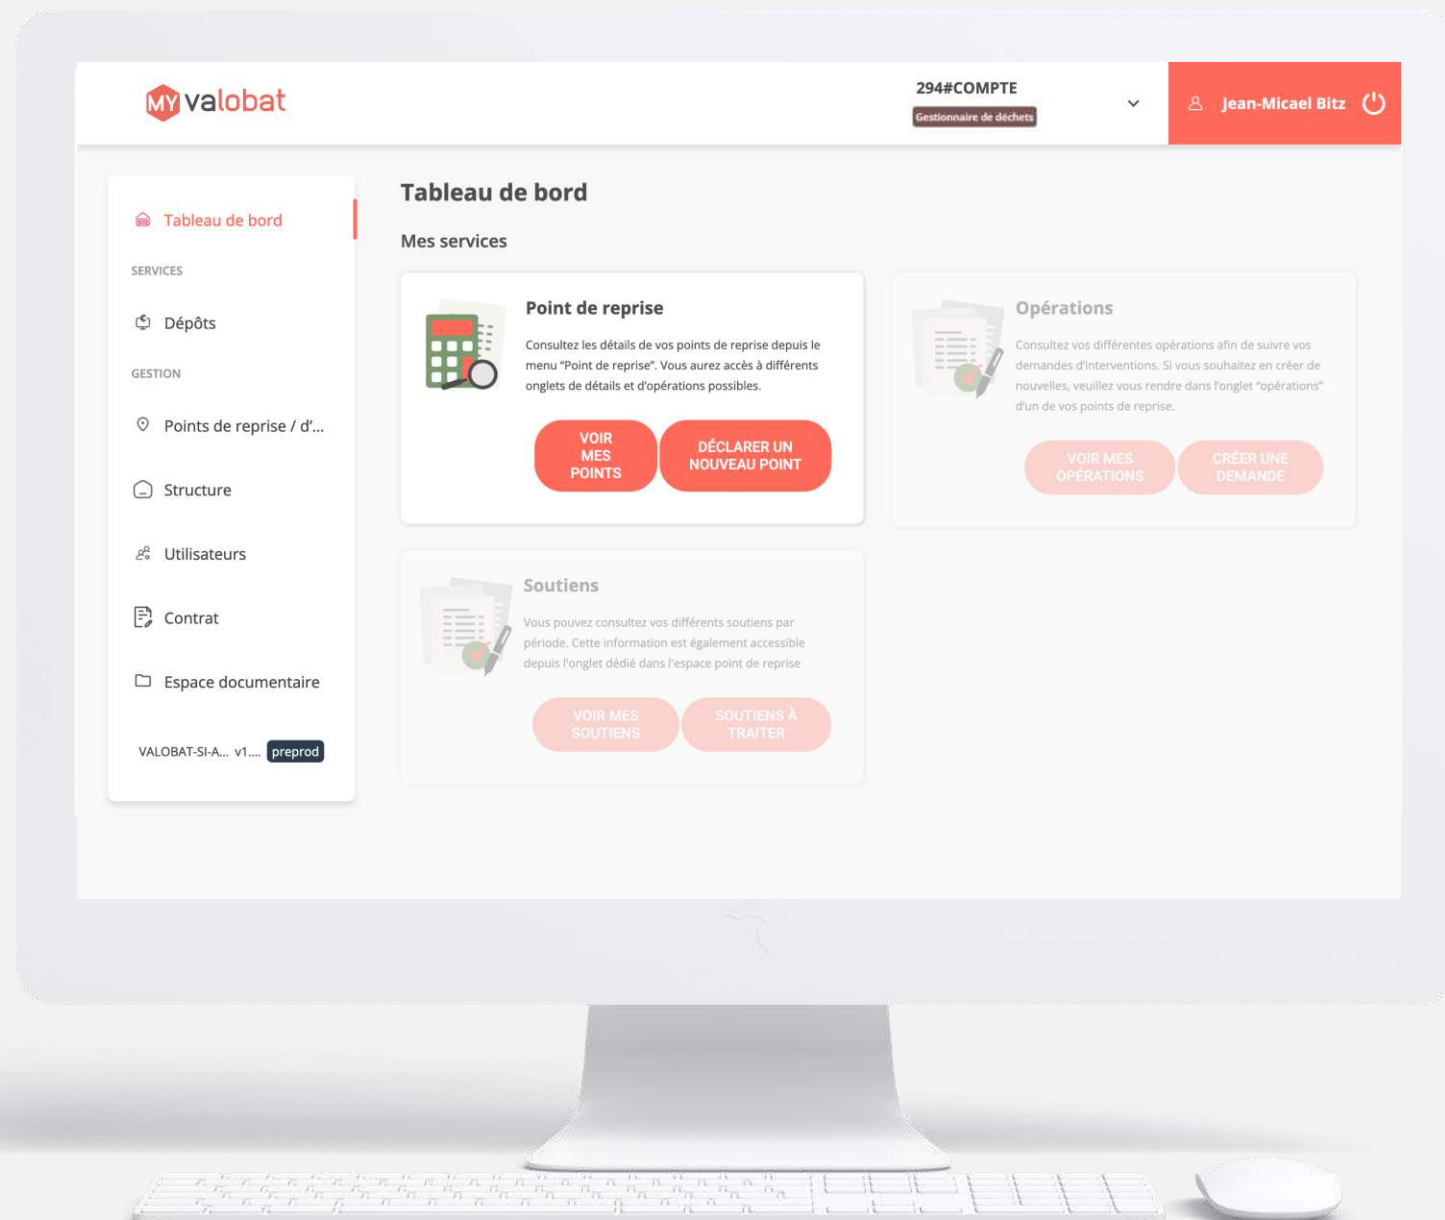 MY valobat
294#COMPTE
Gestionnaire de déchets
Jean-Micael Bitz
Tableau de bord
SERVICES
Dépôts
GESTION
Points de reprise / d'...
Structure
Utilisateurs
Contrat
Espace documentaire
VALOBAT-SI-A... v1.... preprod
Tableau de bord
Mes services
Point de reprise
Consultez les détails de vos points de reprise depuis le
menu "Point de reprise". Vous aurez accès à différents
onglets de détails et d'opérations possibles.
VOIR
MES
POINTS
DÉCLARER UN
NOUVEAU POINT
Opérations
Consultez vos différentes opérations afin de suivre vos
demandes d'interventions. Si vous souhaitez en créer de
nouvelles, veuillez vous rendre dans l'onglet "opérations"
d'un de vos points de reprise.
VOIR MES
OPÉRATIONS
CRÉER UNE
DEMANDE
Soutiens
Vous pouvez consultez vos différents soutiens par
période. Cette information est également accessible
depuis l'onglet dédié dans l'espace point de reprise
VOIR MES
SOUTIENS
SOUTIENS À
TRAITER